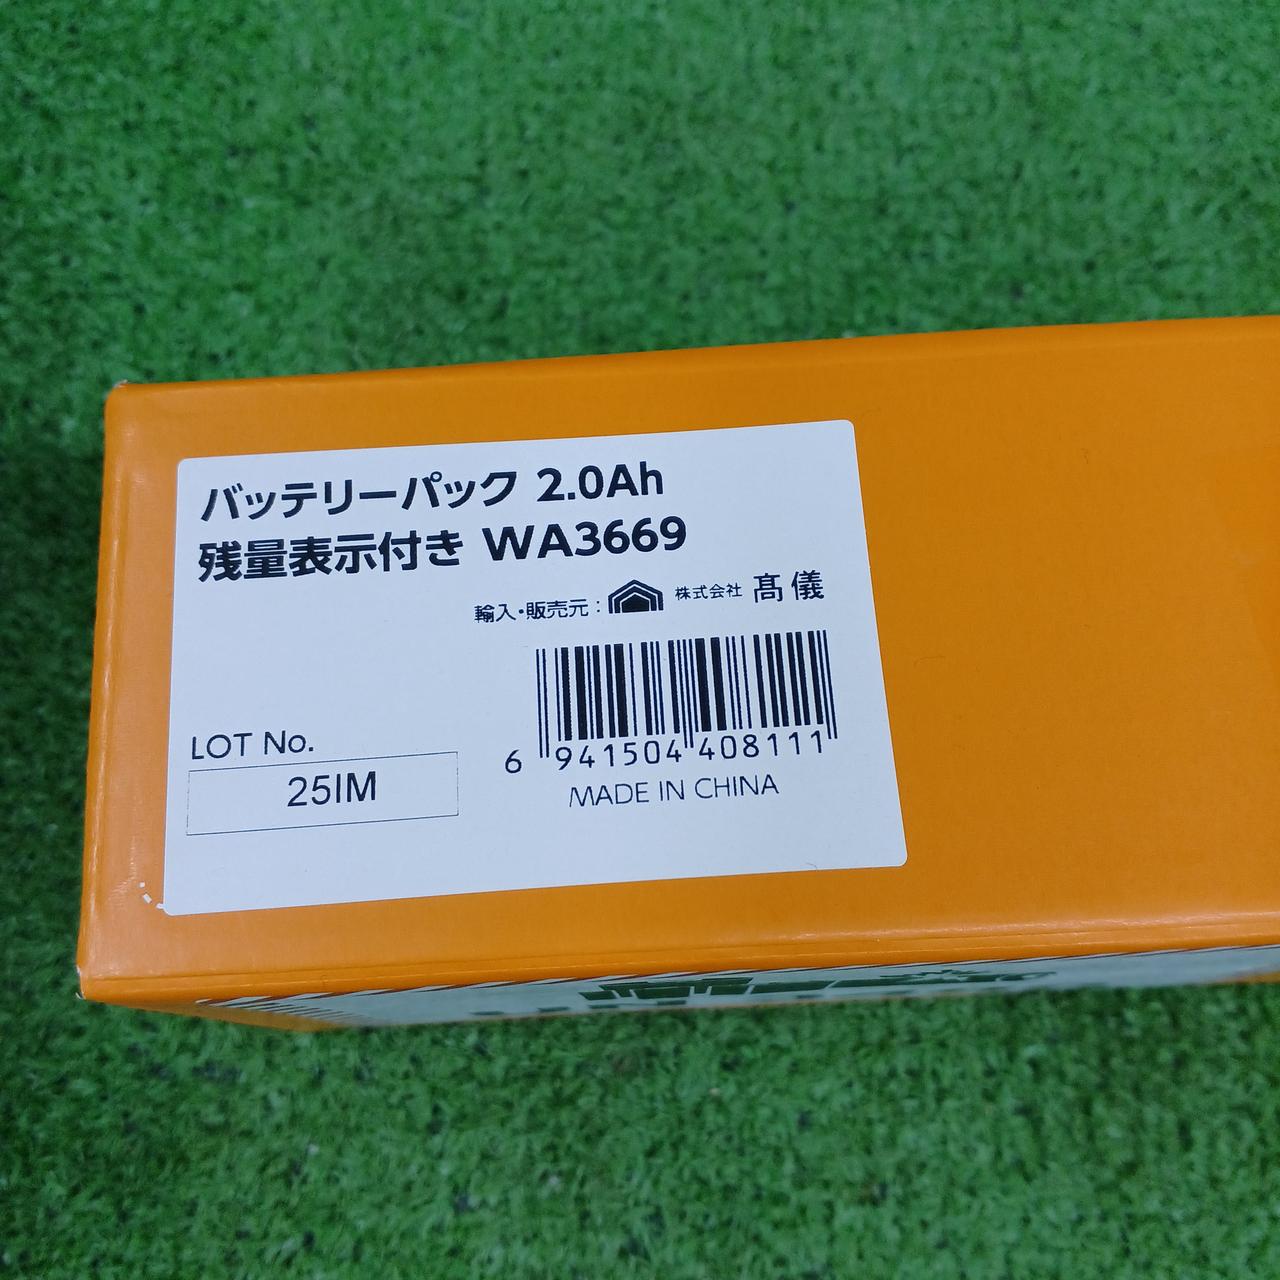 バッテリーパック 2.0Ah
残量表示付き WA3669
輸入・販売元： 株式会社 髙儀
LOT No.
25IM
6 941504 408111
MADE IN CHINA